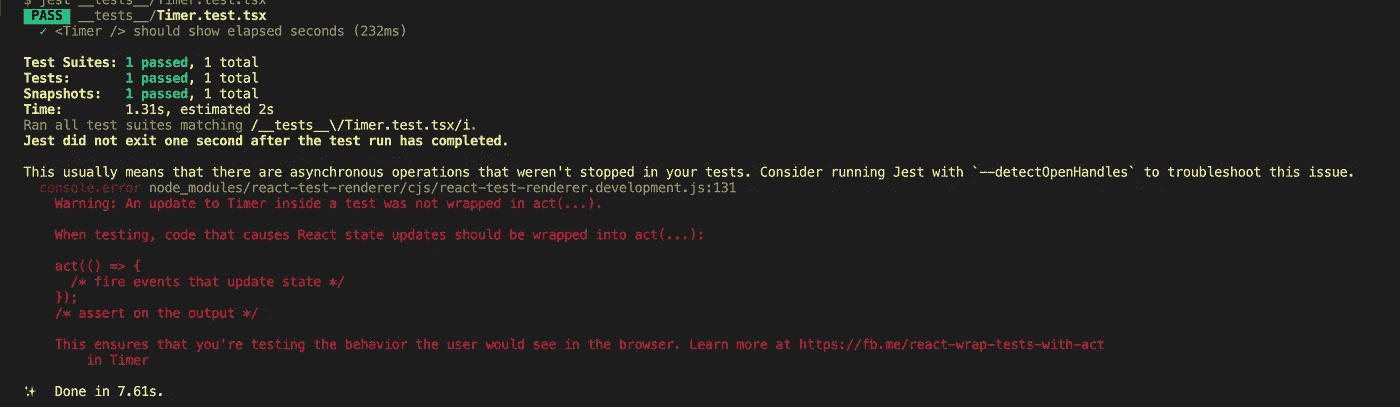 $ jest __tests__/Timer.test.tsx
PASS __tests__/Timer.test.tsx
✓ <Timer /> should show elapsed seconds (232ms)
Test Suites: 1 passed, 1 total
Tests: 1 passed, 1 total
Snapshots: 1 passed, 1 total
Time: 1.31s, estimated 2s
Ran all test suites matching /__tests__\/Timer.test.tsx/i.
Jest did not exit one second after the test run has completed.
This usually means that there are asynchronous operations that weren't stopped in your tests. Consider running Jest with `--detectOpenHandles` to troubleshoot this issue.
console.error node_modules/react-test-renderer/cjs/react-test-renderer.development.js:131
Warning: An update to Timer inside a test was not wrapped in act(...).
When testing, code that causes React state updates should be wrapped into act(...):
act(() => {
/* fire events that update state */
});
/* assert on the output */
This ensures that you're testing the behavior the user would see in the browser. Learn more at https://fb.me/react-wrap-tests-with-act
in Timer
✨ Done in 7.61s.